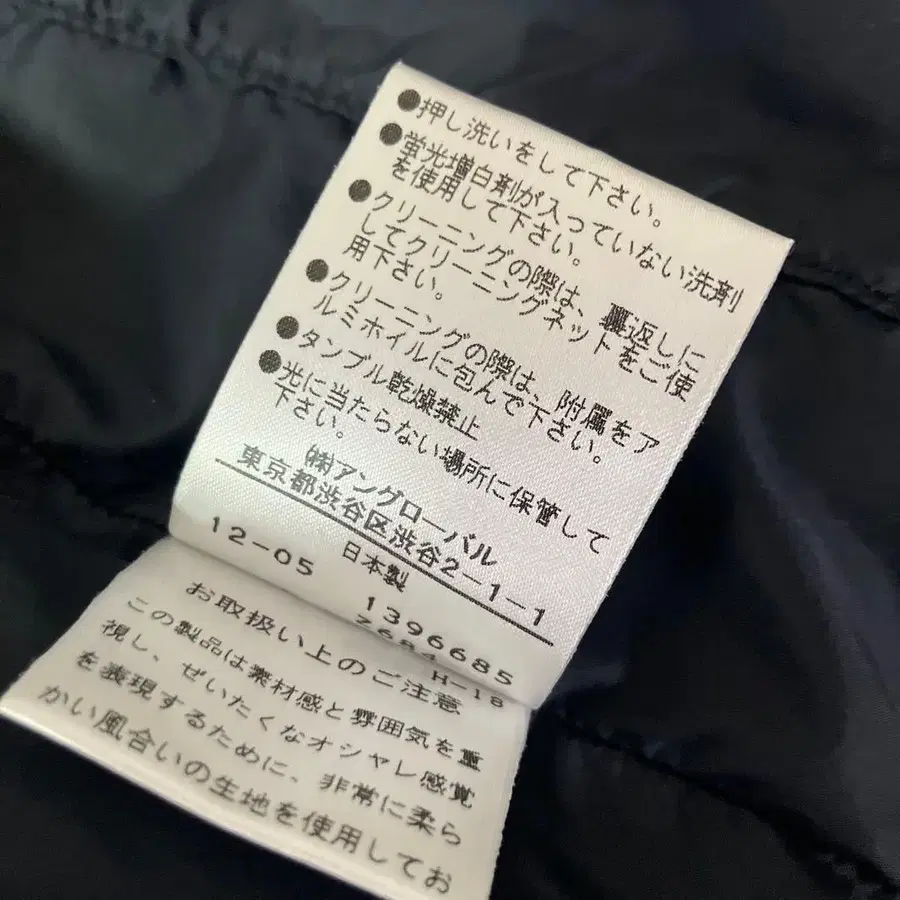 ●押し洗いをして下さい。
●蛍光増白剤が入っていない洗剤
を使用して下さい。
●クリーニングの際は、裏返しに
してクリーニングネットをご使
用下さい。
●クリーニングの際は、附属をア
ルミホイルに包んで下さい。
●タンブル乾燥禁止
●光に当たらない場所に保管して
下さい。
㈱アングローバル
東京都渋谷区渋谷2-1-1
日本製
12-05
1396685
H-18
お取扱い上のご注意
この製品は素材感と雰囲気を重
視し、ぜいたくなオシャレ感覚
を表現するために、非常に柔ら
かい風合いの生地を使用してお